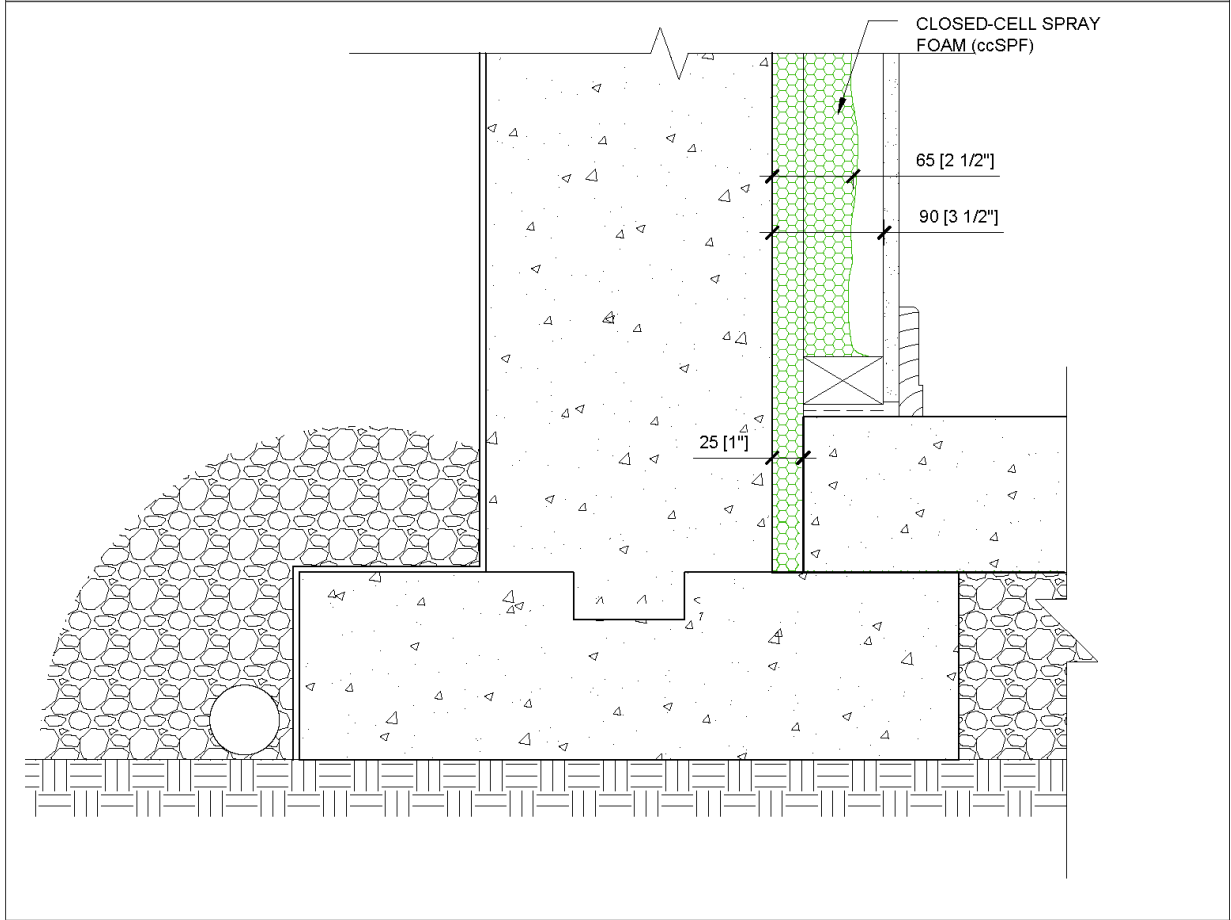 CLOSED-CELL SPRAY
FOAM (ccSPF)
65 [2 1/2"]
90 [3 1/2"]
25 [1"]